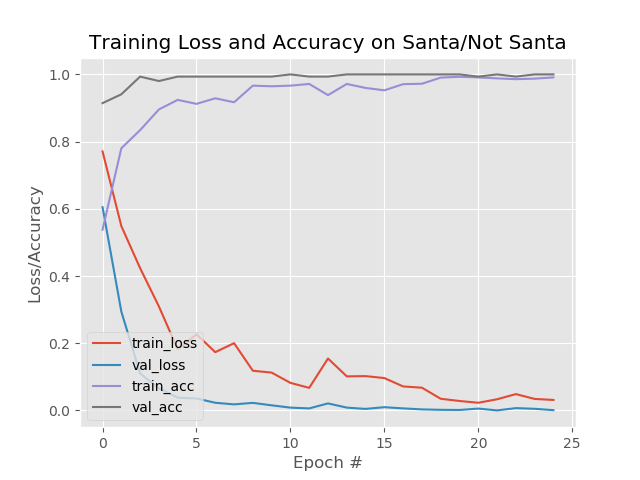 Training Loss and Accuracy on Santa/Not Santa
1.0
0.8
0.6
0.4
0.2
0.0
Loss/Accuracy
train_loss
val_loss
train_acc
val_acc
0 5 10 15 20 25
Epoch #